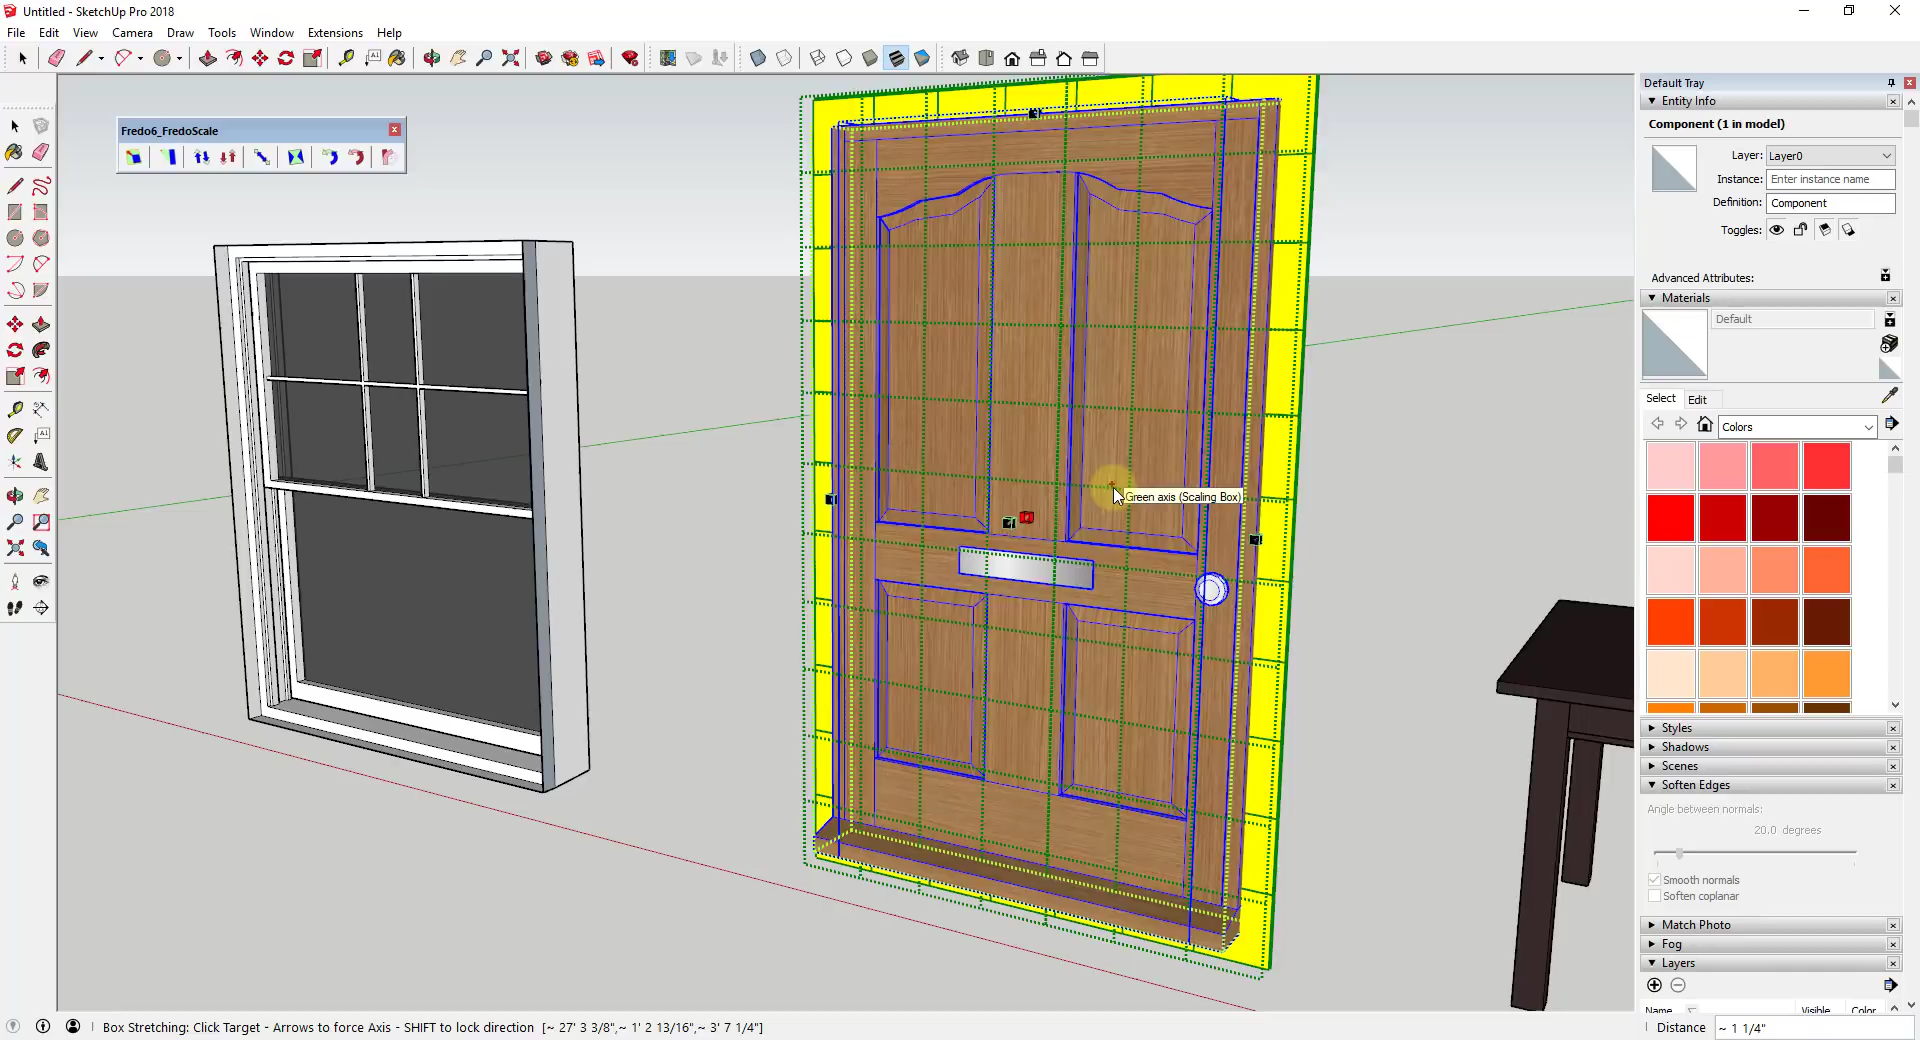 Untitled - SketchUp Pro 2018
File Edit View Camera Draw Tools Window Extensions Help
Default Tray
Entity Info
Component (1 in model)
Layer: Layer0
Instance: Enter instance name
Definition: Component
Toggles:
Advanced Attributes:
Materials
Default
Select Edit
Colors
Fredo6_FredoScale
Green axis (Scaling Box)
Styles
Shadows
Scenes
Soften Edges
Angle between normals:
20.0 degrees
Smooth normals
Soften coplanar
Match Photo
Fog
Layers
Name Visible Color
Box Stretching: Click Target - Arrows to force Axis - SHIFT to lock direction [~ 27' 3 3/8",~ 1' 2 13/16",~ 3' 7 1/4"]
Distance ~ 1 1/4"